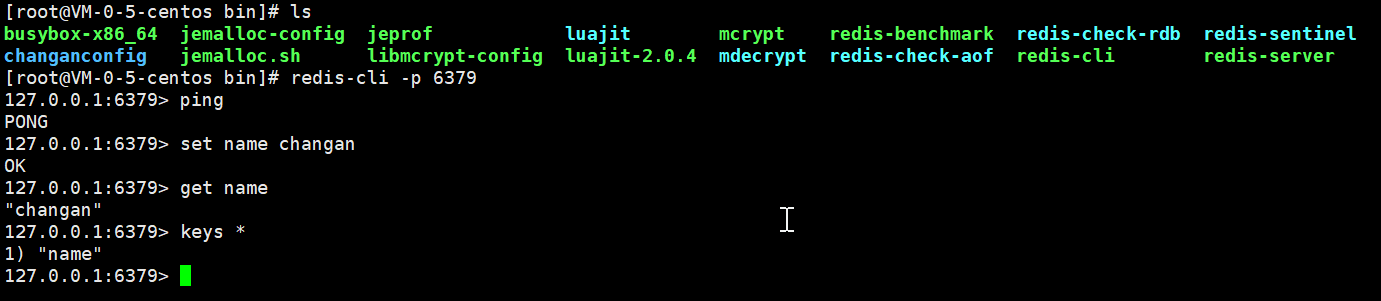 [root@VM-0-5-centos bin]# ls
busybox-x86_64 jemalloc-config jeprof luajit mcrypt redis-benchmark redis-check-rdb redis-sentinel
changanconfig jemalloc.sh libmcrypt-config luajit-2.0.4 mdecrypt redis-check-aof redis-cli redis-server
[root@VM-0-5-centos bin]# redis-cli -p 6379
127.0.0.1:6379> ping
PONG
127.0.0.1:6379> set name changan
OK
127.0.0.1:6379> get name
"changan"
127.0.0.1:6379> keys *
1) "name"
127.0.0.1:6379>